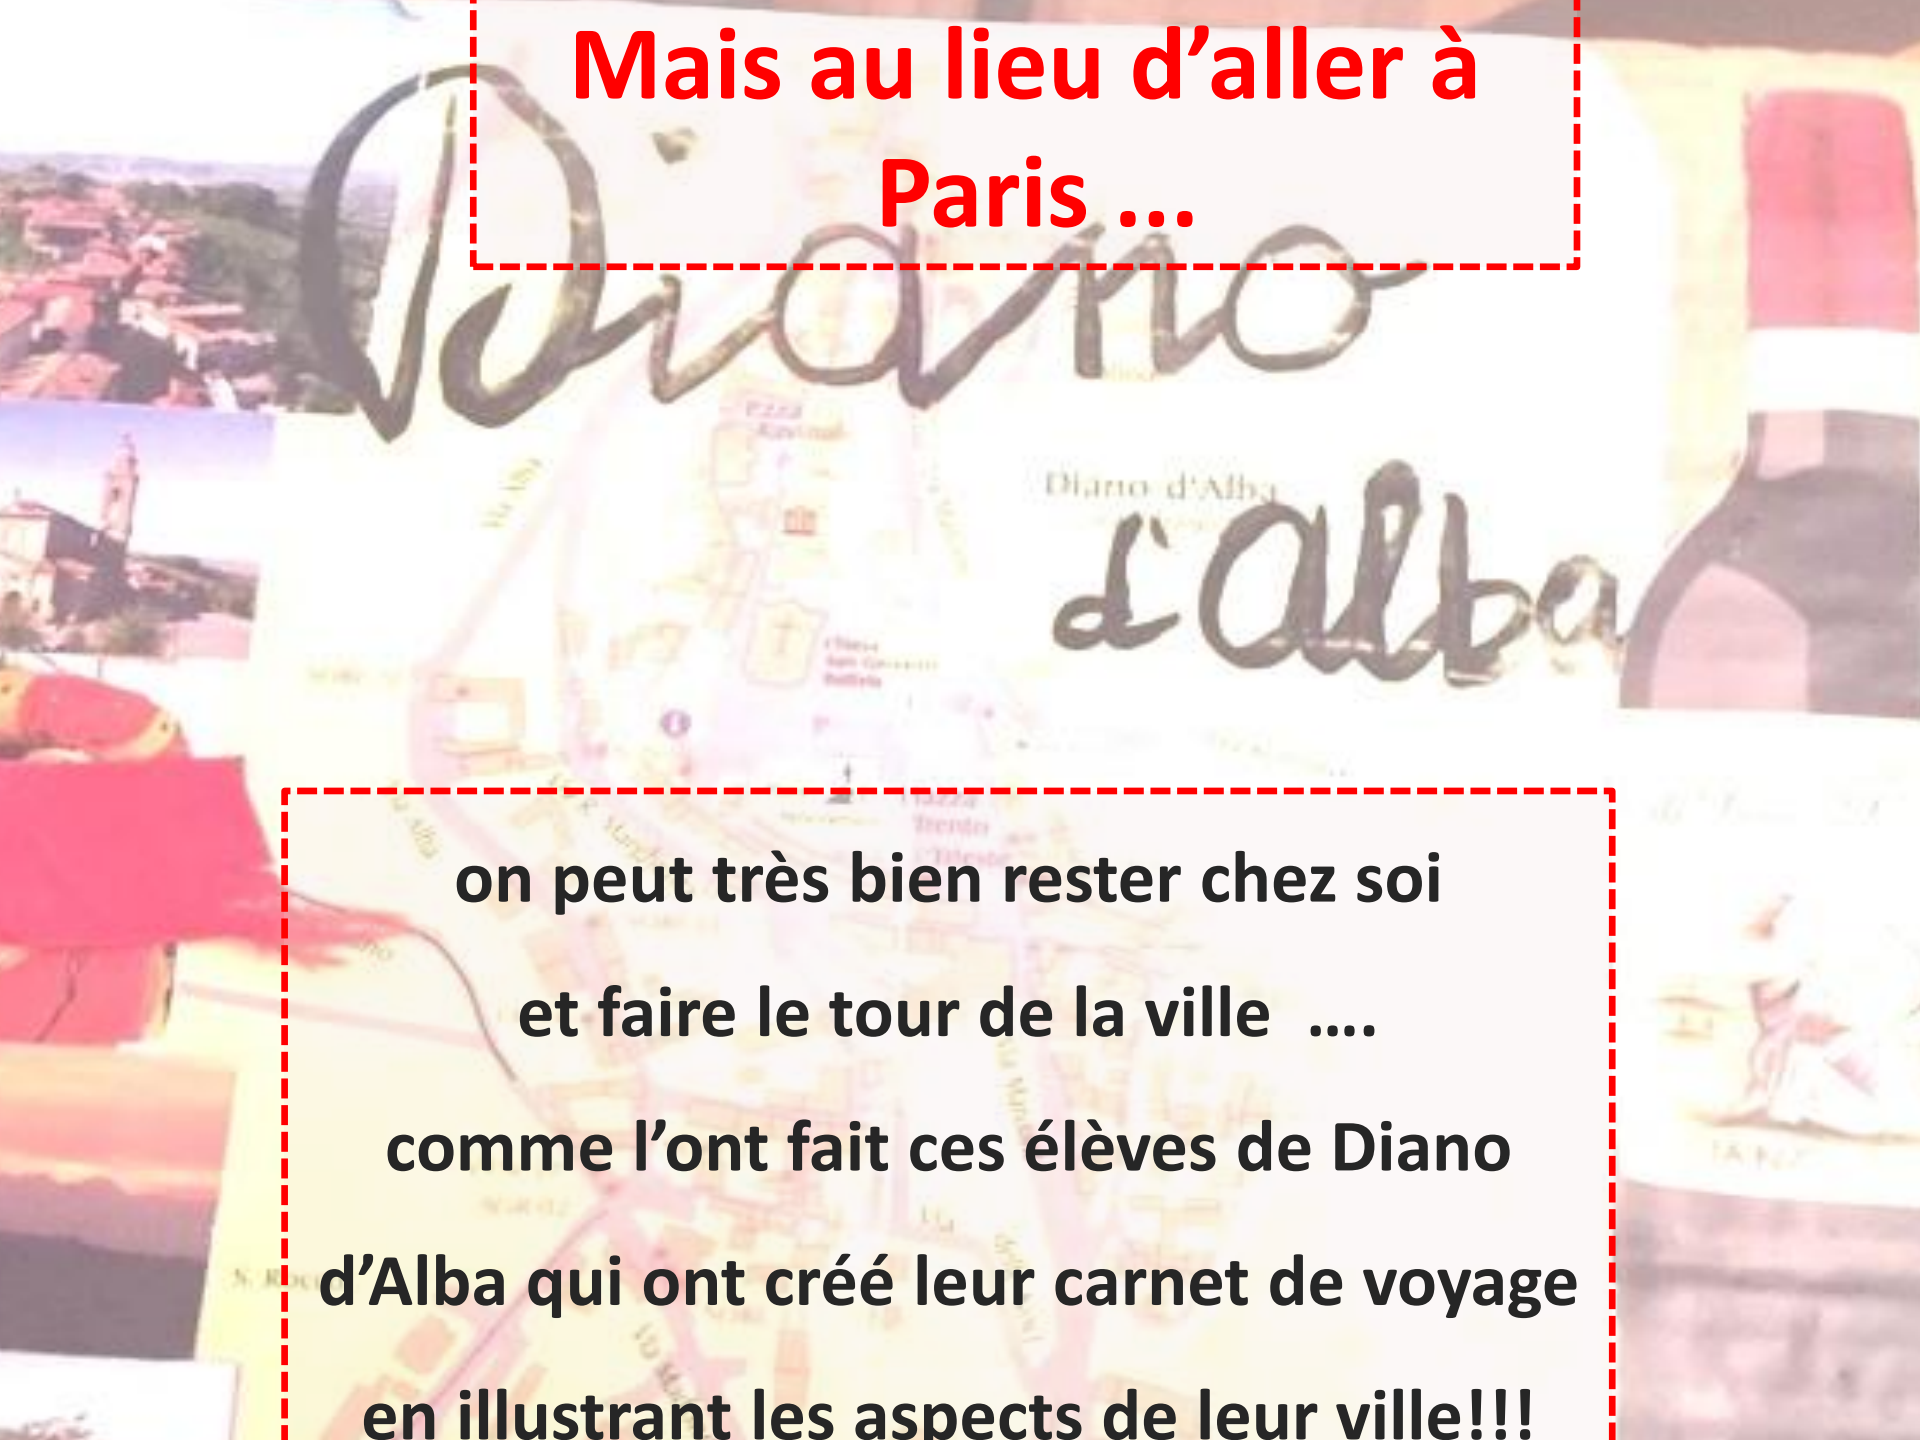 Mais au lieu d’aller à
Paris ...
Diano
Diano d'Alba
d'Alba
on peut très bien rester chez soi
et faire le tour de la ville ….
comme l’ont fait ces élèves de Diano
d’Alba qui ont créé leur carnet de voyage
en illustrant les aspects de leur ville!!!